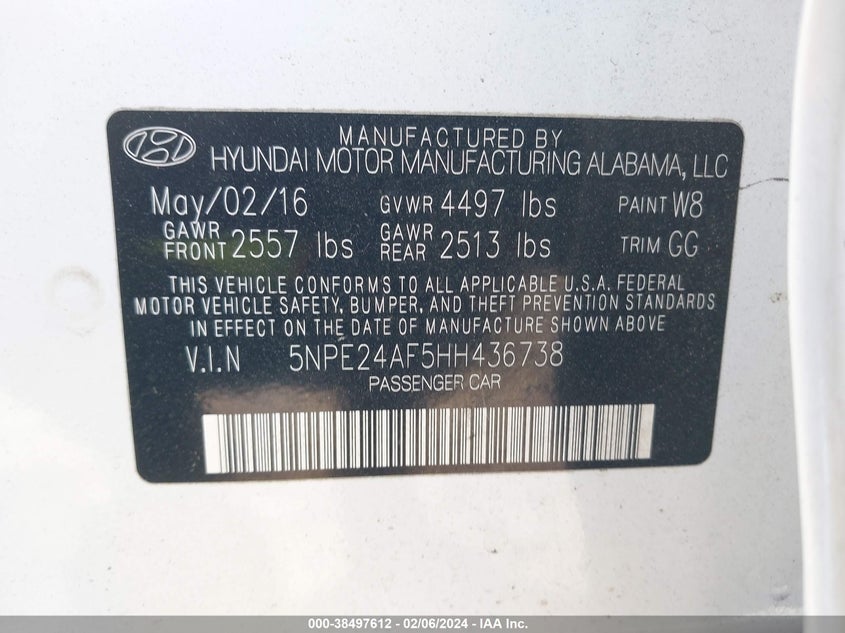 MANUFACTURED BY
HYUNDAI MOTOR MANUFACTURING ALABAMA, LLC
May/02/16 GVWR 4497 lbs PAINT W8
GAWR FRONT 2557 lbs GAWR REAR 2513 lbs TRIM GG
THIS VEHICLE CONFORMS TO ALL APPLICABLE U.S.A. FEDERAL
MOTOR VEHICLE SAFETY, BUMPER, AND THEFT PREVENTION STANDARDS
IN EFFECT ON THE DATE OF MANUFACTURE SHOWN ABOVE
V.I.N 5NPE24AF5HH436738
PASSENGER CAR
000-38497612 - 02/06/2024 - IAA Inc.